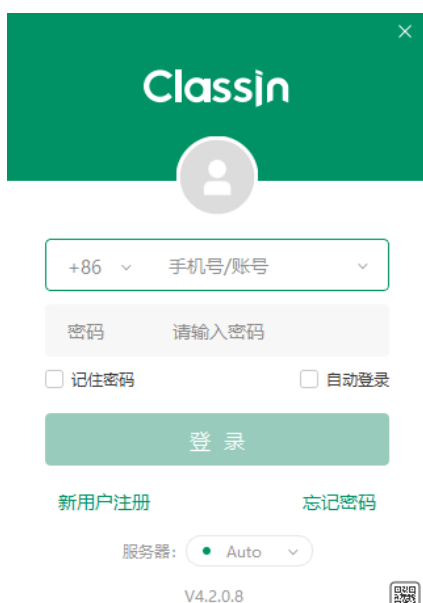 Classin
+86 手机号/账号
密码 请输入密码
记住密码 自动登录
登 录
新用户注册 忘记密码
服务器: Auto
V4.2.0.8